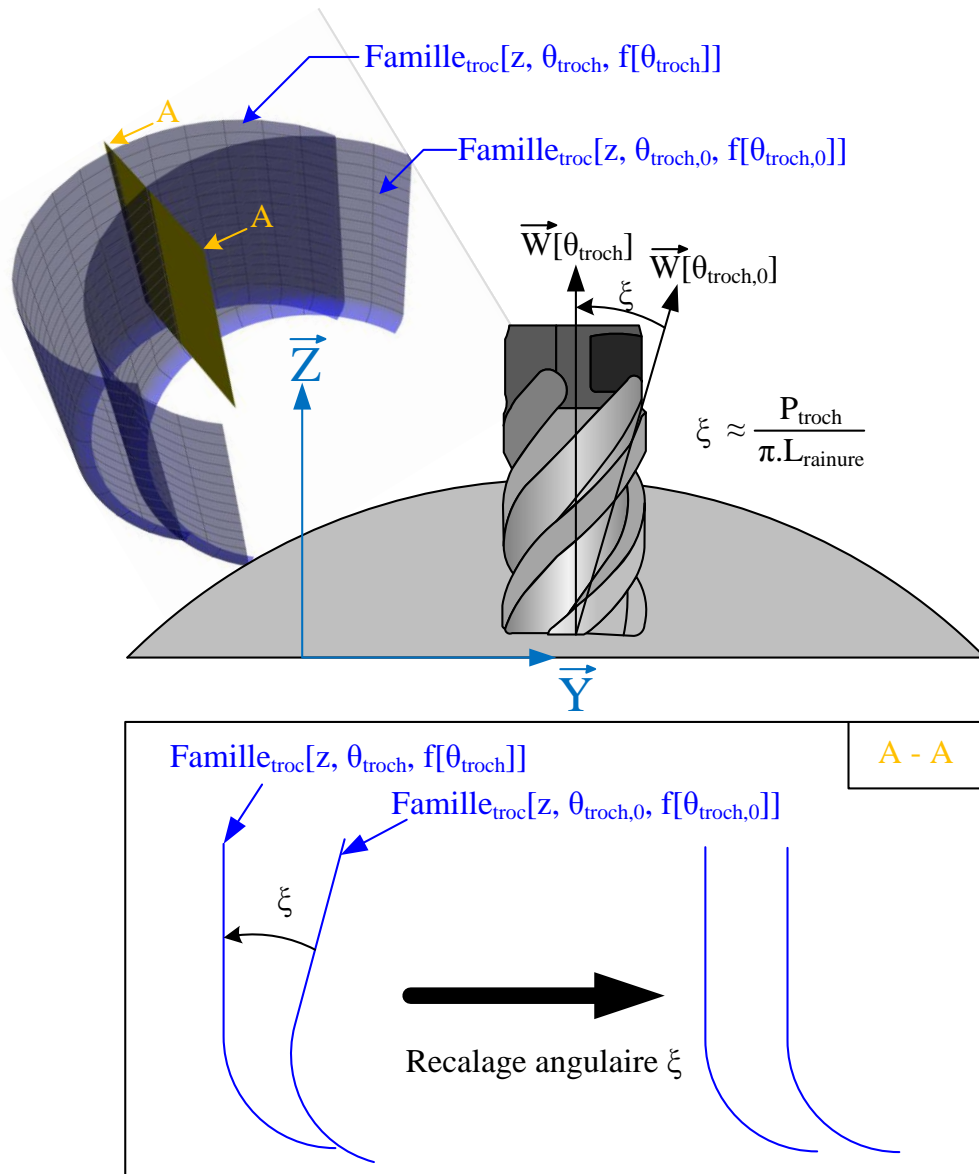 Famille_troc[z, θ_troch, f[θ_troch]]
A
Famille_troc[z, θ_troch,0, f[θ_troch,0]]
A
W[θ_troch]
W[θ_troch,0]
ξ
Z
ξ ≈ P_troch / π.L_rainure
Y
A - A
Famille_troc[z, θ_troch, f[θ_troch]]
Famille_troc[z, θ_troch,0, f[θ_troch,0]]
ξ
Recalage angulaire ξ